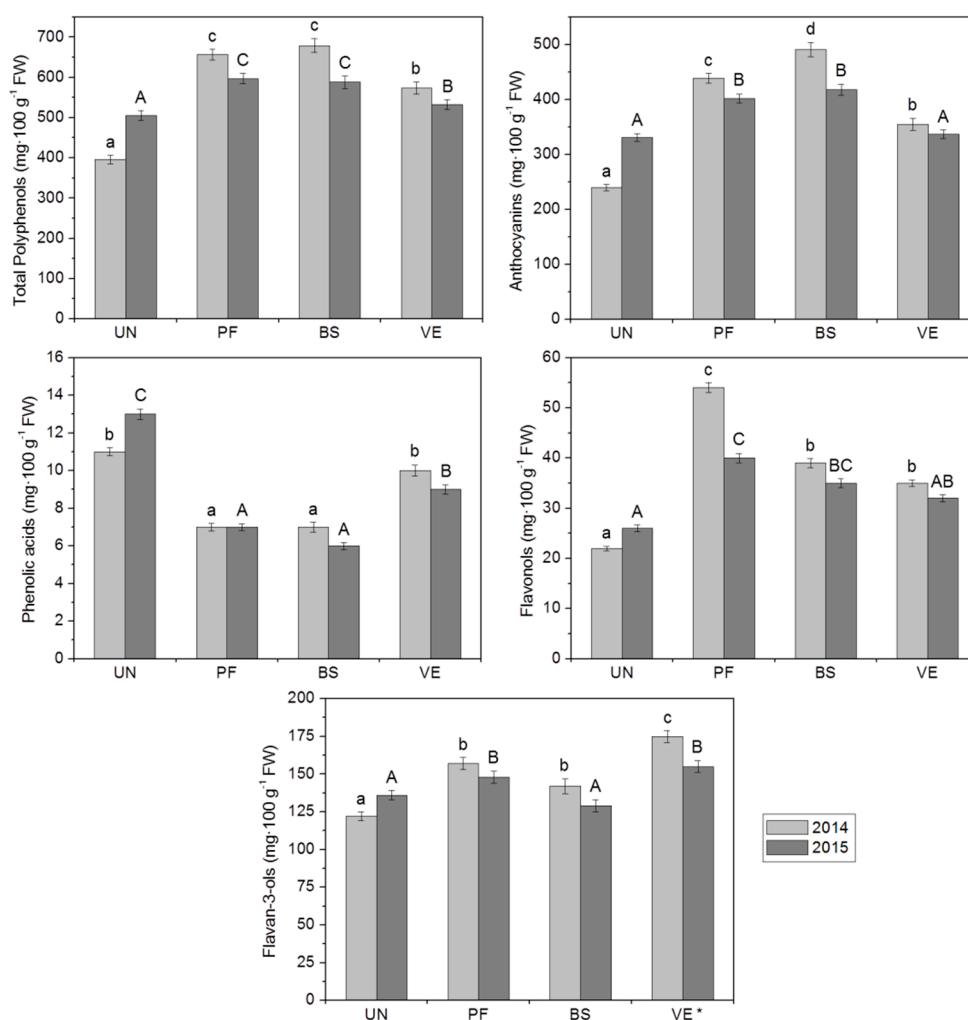 Total Polyphenols (mg·100 g⁻¹ FW)
700
600
500
400
300
200
100
0
a
A
c
C
c
C
b
B
UN PF BS VE
Anthocyanins (mg·100 g⁻¹ FW)
500
400
300
200
100
0
a
A
c
B
d
B
b
A
UN PF BS VE
Phenolic acids (mg·100 g⁻¹ FW)
16
14
12
10
8
6
4
2
0
b
C
a
A
a
A
b
B
UN PF BS VE
Flavonols (mg·100 g⁻¹ FW)
60
50
40
30
20
10
0
a
A
c
C
b
BC
b
AB
UN PF BS VE
Flavan-3-ols (mg·100 g⁻¹ FW)
200
175
150
125
100
75
50
25
0
a
A
b
B
b
A
c
B
UN PF BS VE *
2014
2015